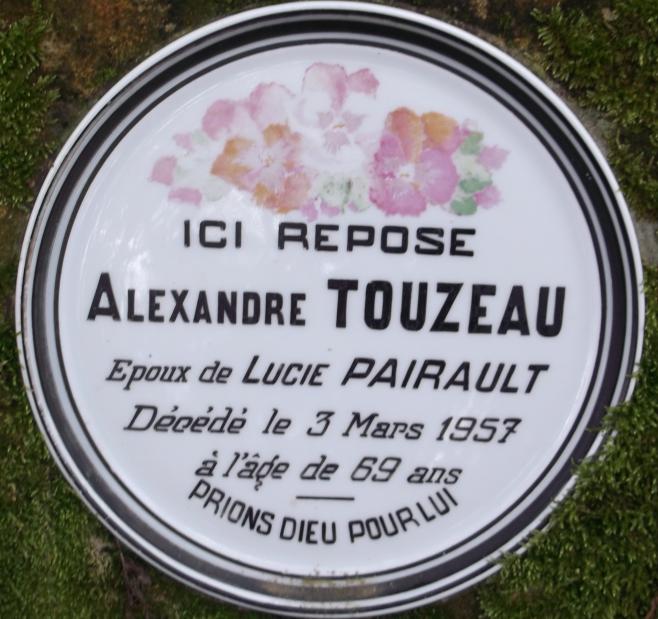 ICI REPOSE
ALEXANDRE TOUZEAU
Epoux de LUCIE PAIRAULT
Décédé le 3 Mars 1957
à l'âge de 69 ans
PRIONS DIEU POUR LUI